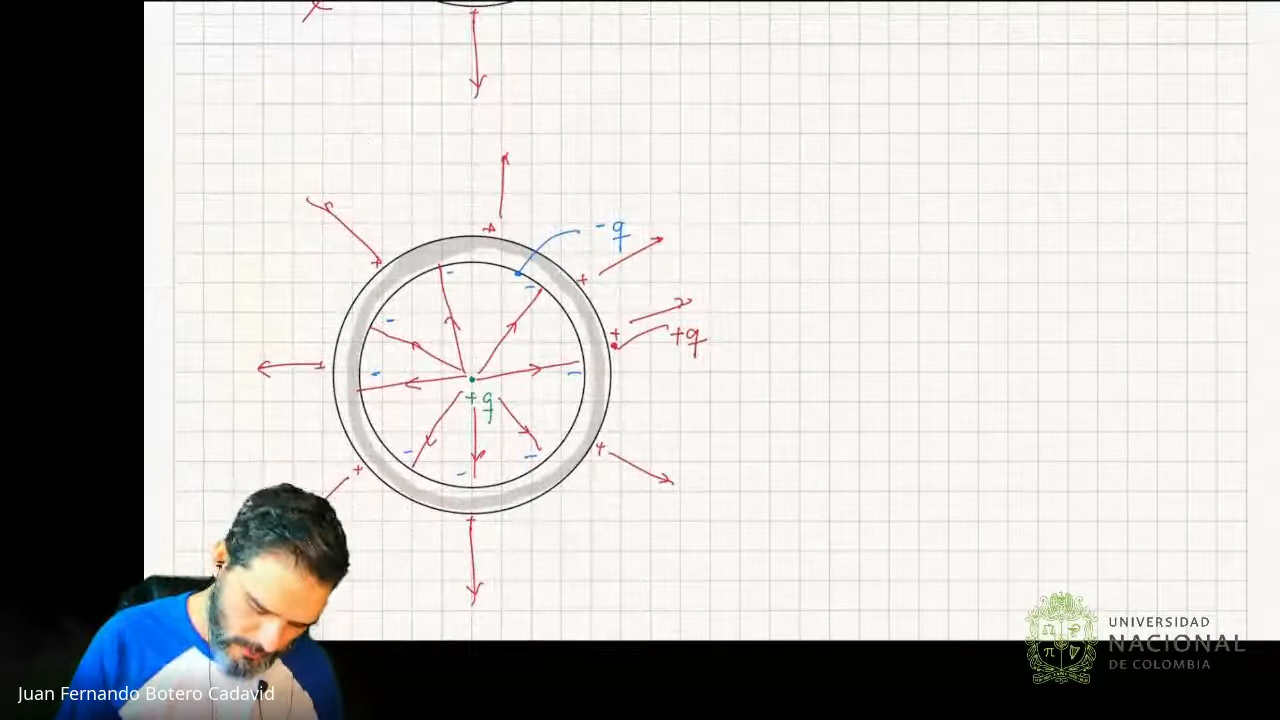 -q
+q
+q
UNIVERSIDAD
NACIONAL
DE COLOMBIA
Juan Fernando Botero Cadavid